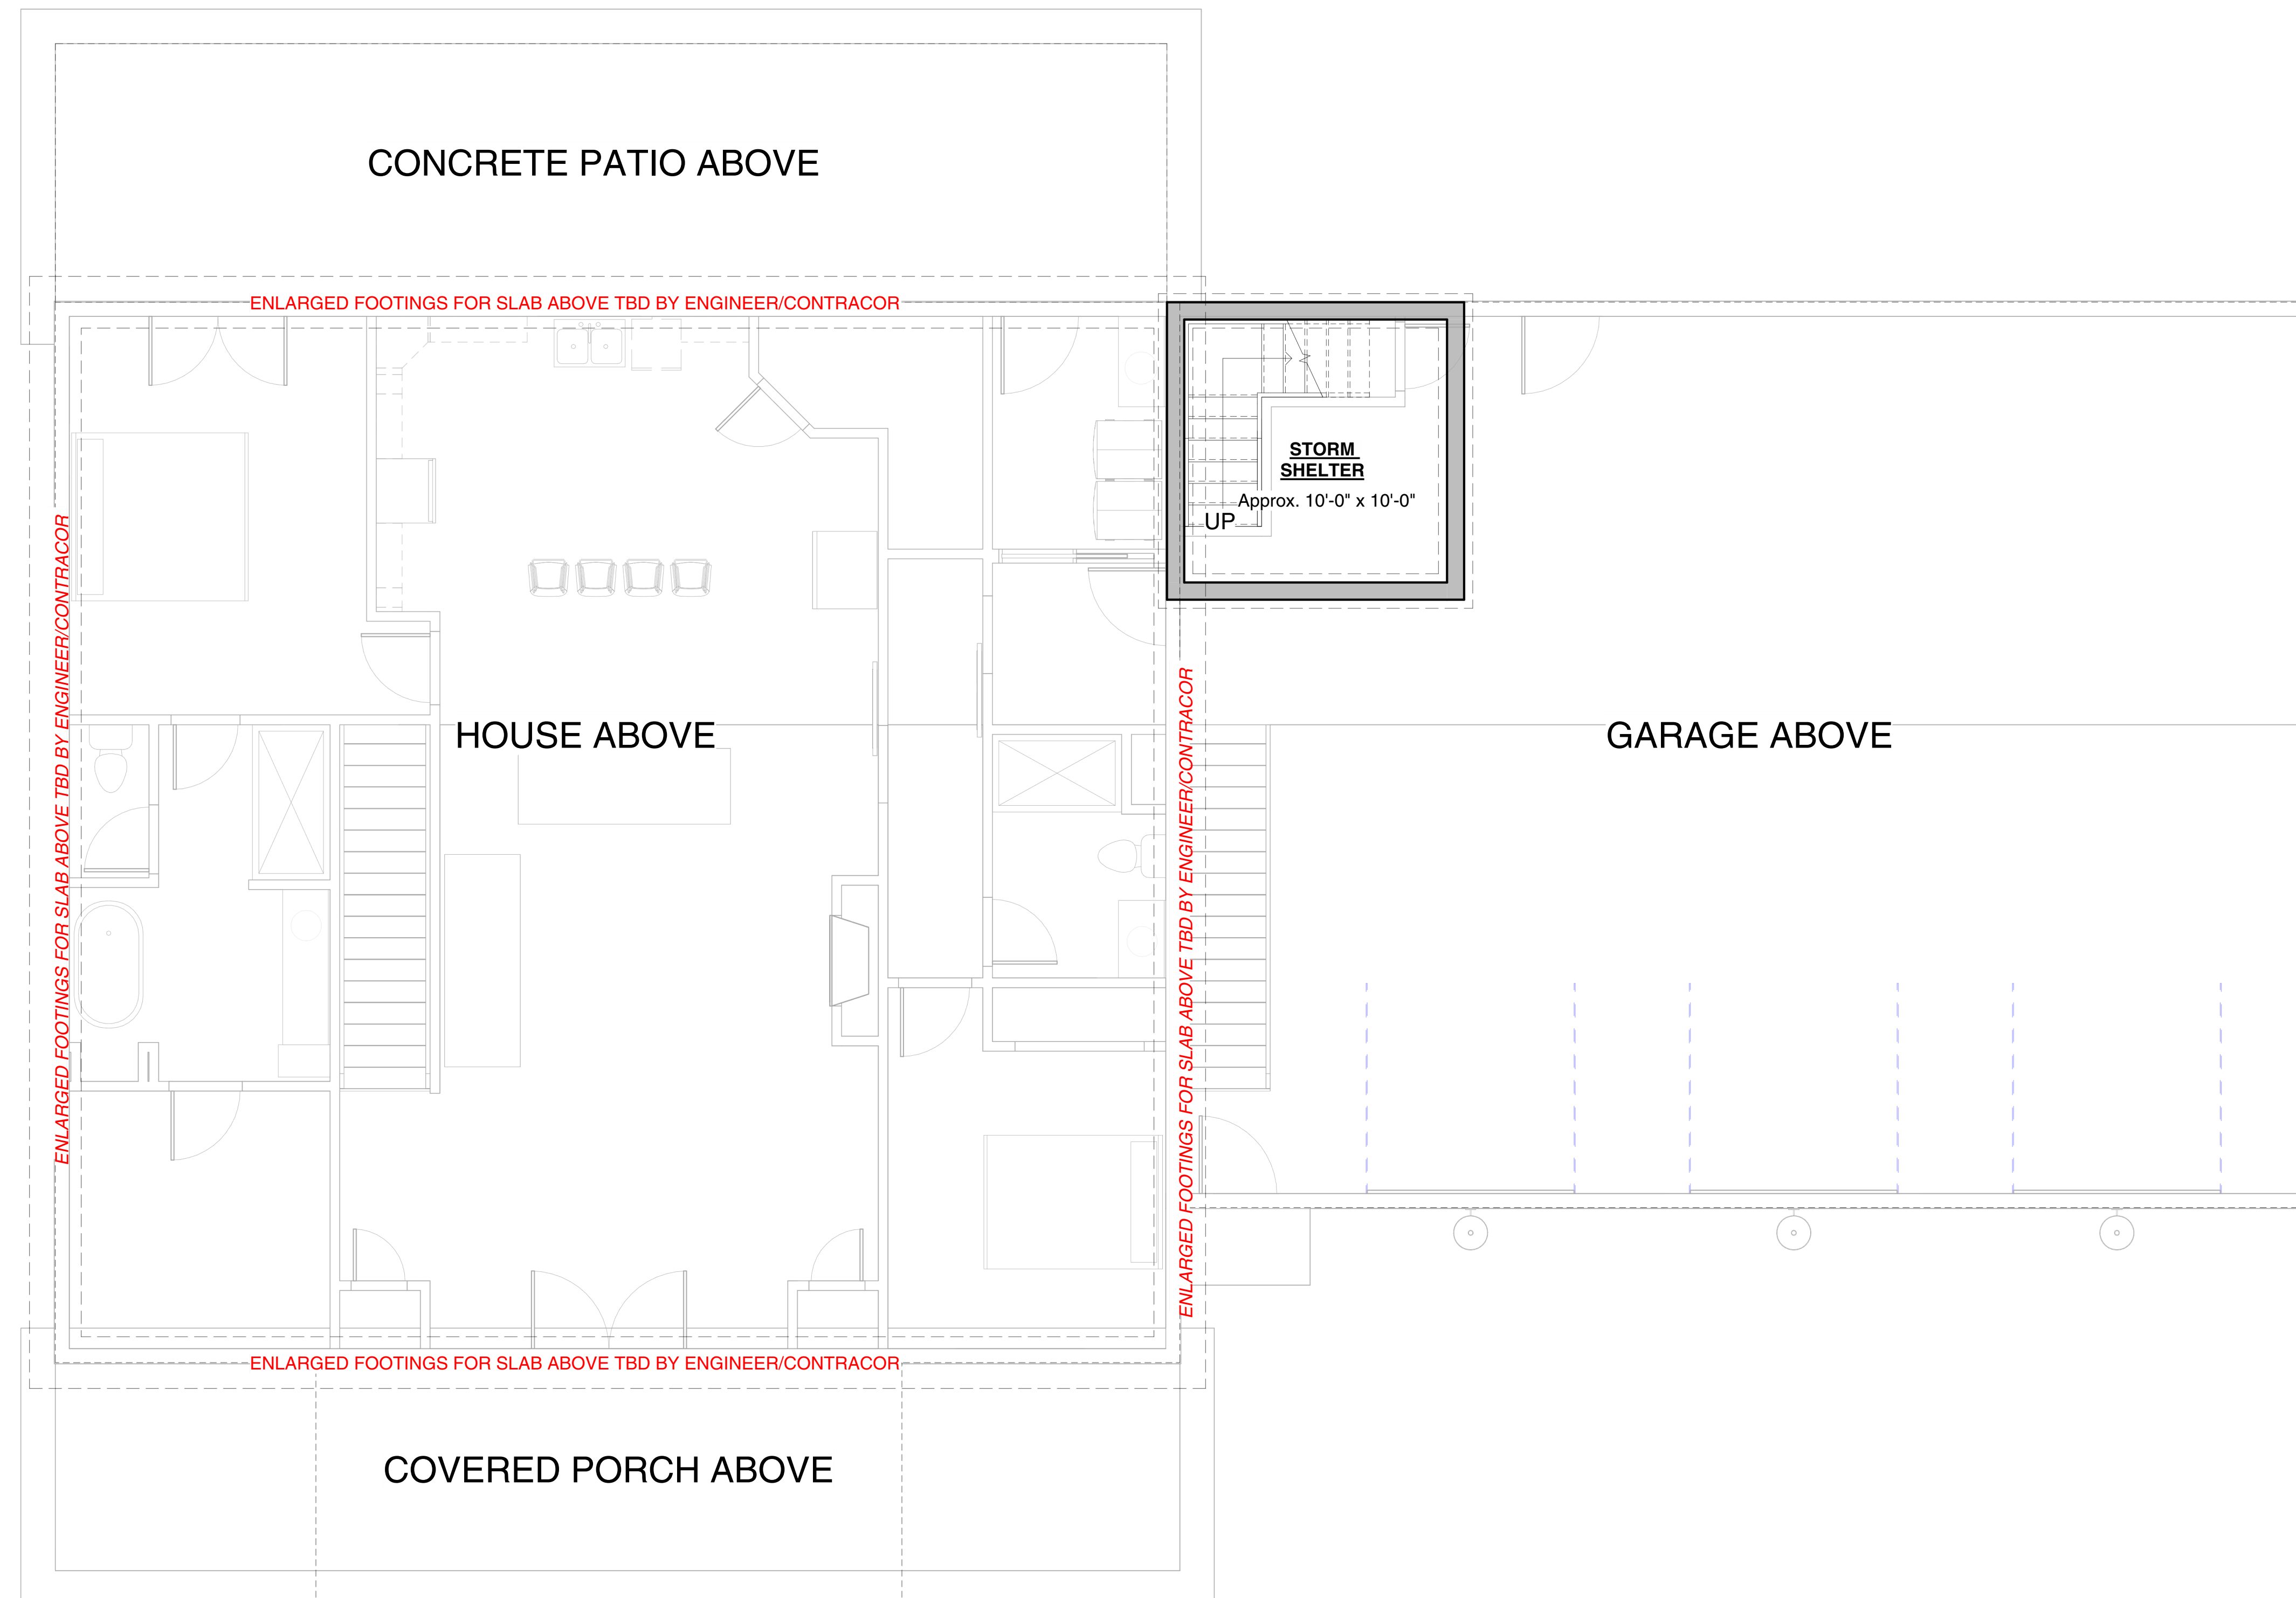 CONCRETE PATIO ABOVE
ENLARGED FOOTINGS FOR SLAB ABOVE TBD BY ENGINEER/CONTRACOR
STORM
SHELTER
Approx. 10'-0" x 10'-0"
UP
ENLARGED FOOTINGS FOR SLAB ABOVE TBD BY ENGINEER/CONTRACOR
HOUSE ABOVE
ENLARGED FOOTINGS FOR SLAB ABOVE TBD BY ENGINEER/CONTRACOR
GARAGE ABOVE
ENLARGED FOOTINGS FOR SLAB ABOVE TBD BY ENGINEER/CONTRACOR
COVERED PORCH ABOVE